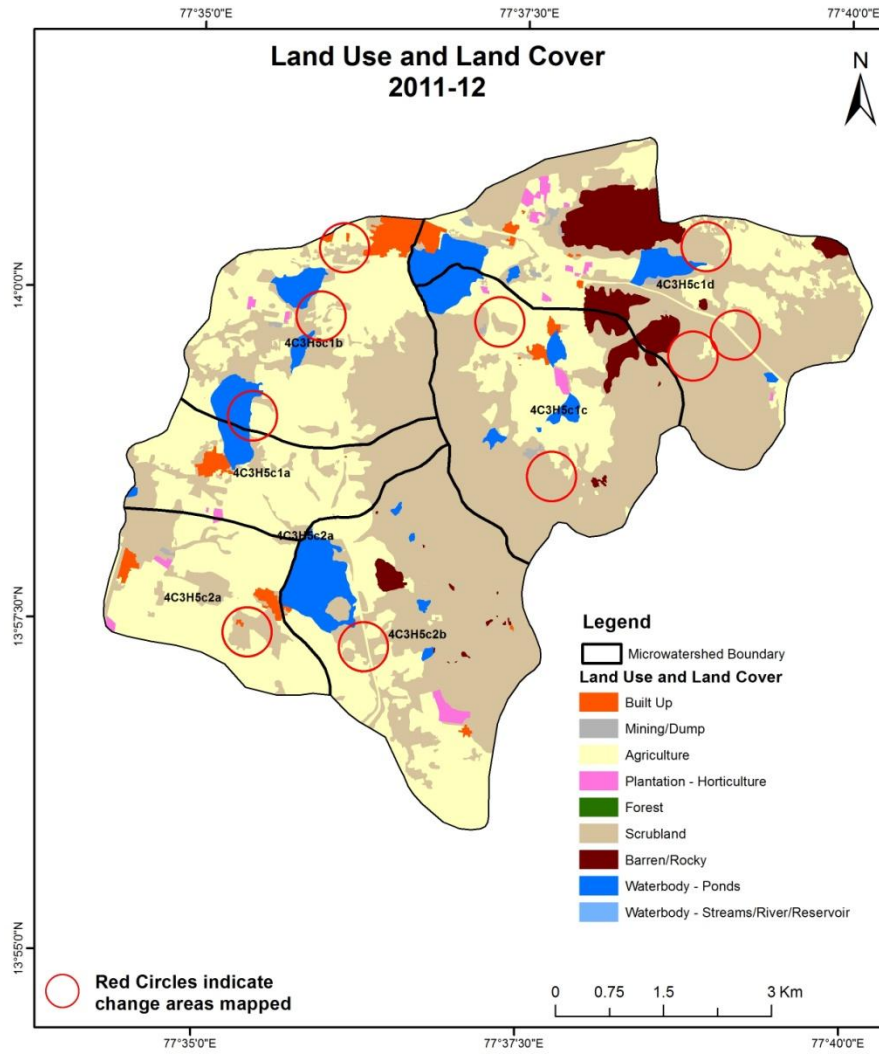 77°35'0"E
77°37'30"E
77°40'0"E
Land Use and Land Cover
2011-12
N
14°0'0"N
4C3H5c1d
4C3H5c1b
4C3H5c1c
4C3H5c1a
4C3H5c2a
4C3H5c2a
13°57'30"N
4C3H5c2b
Legend
Microwatershed Boundary
Land Use and Land Cover
Built Up
Mining/Dump
Agriculture
Plantation - Horticulture
Forest
Scrubland
Barren/Rocky
Waterbody - Ponds
Waterbody - Streams/River/Reservoir
13°55'0"N
Red Circles indicate
change areas mapped
0 0.75 1.5 3 Km
77°35'0"E
77°37'30"E
77°40'0"E